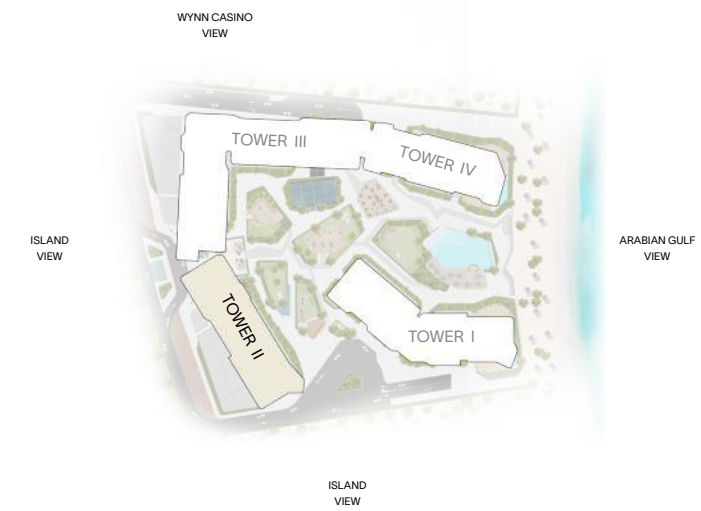 WYNN CASINO
VIEW
TOWER III
TOWER IV
ISLAND
VIEW
ARABIAN GULF
VIEW
TOWER II
TOWER I
ISLAND
VIEW